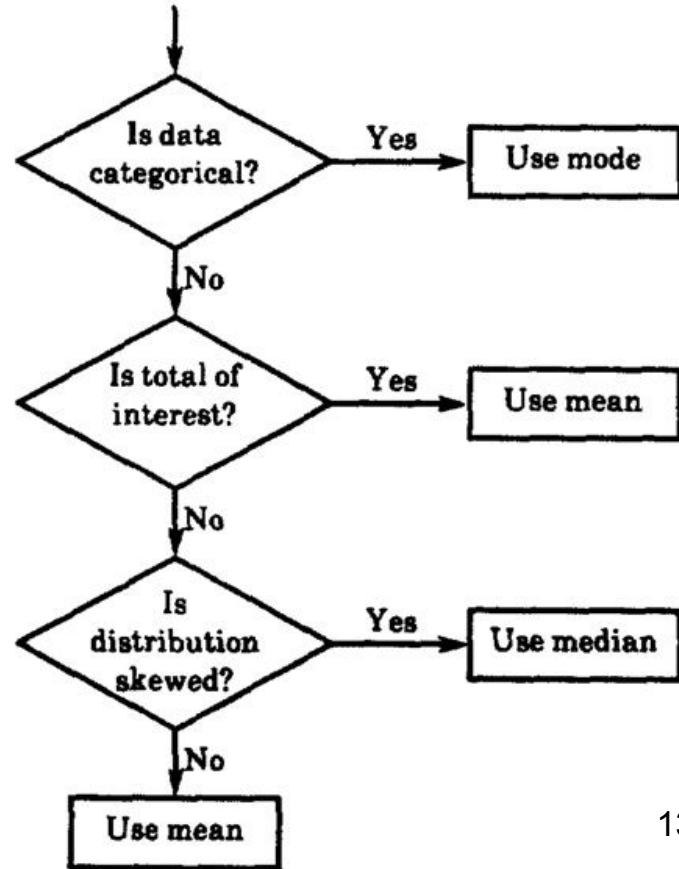 Is data
categorical?
Yes
Use mode
No
Is total of
interest?
Yes
Use mean
No
Is
distribution
skewed?
Yes
Use median
No
Use mean